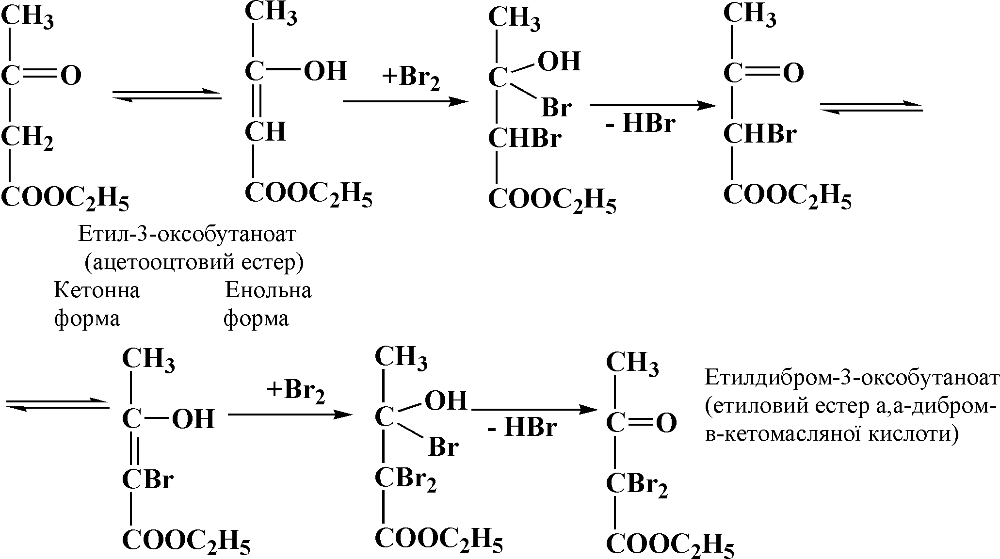 CH3 CH3 CH3 CH3
C=O C-OH +Br2 C OH Br - HBr C=O
CH2 CH CHBr CHBr
COOC2H5 COOC2H5 COOC2H5 COOC2H5
Етил-3-оксобутаноат
(ацетооцтовий естер)
Кетонна Енольна
форма форма
CH3 CH3 CH3
C-OH +Br2 C OH Br - HBr C=O
CBr CBr2 CBr2
COOC2H5 COOC2H5 COOC2H5
Етилдибром-3-оксобутаноат
(етиловий естер а,а-дибром-
в-кетомасляної кислоти)